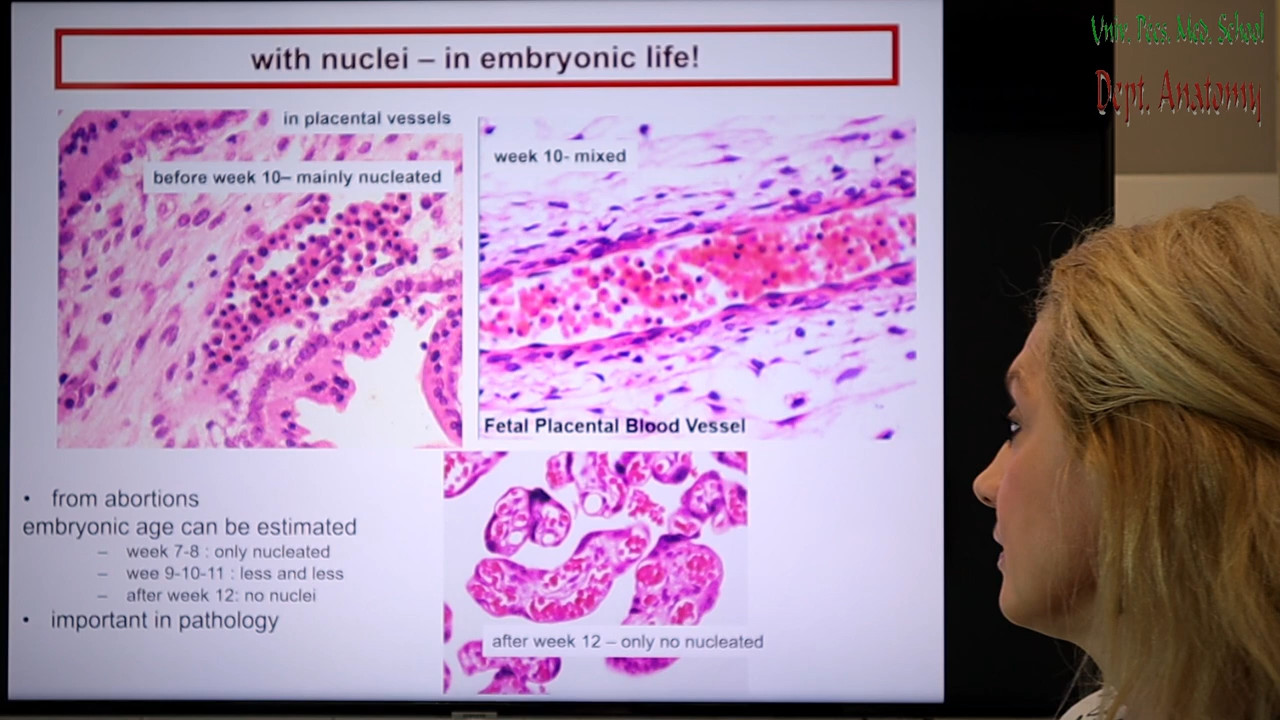 with nuclei – in embryonic life!
in placental vessels
before week 10– mainly nucleated
week 10- mixed
Fetal Placental Blood Vessel
• from abortions
embryonic age can be estimated
– week 7-8 : only nucleated
– wee 9-10-11 : less and less
– after week 12: no nuclei
• important in pathology
after week 12 – only no nucleated
Univ. Pécs. Med. School
Dept. Anatomy